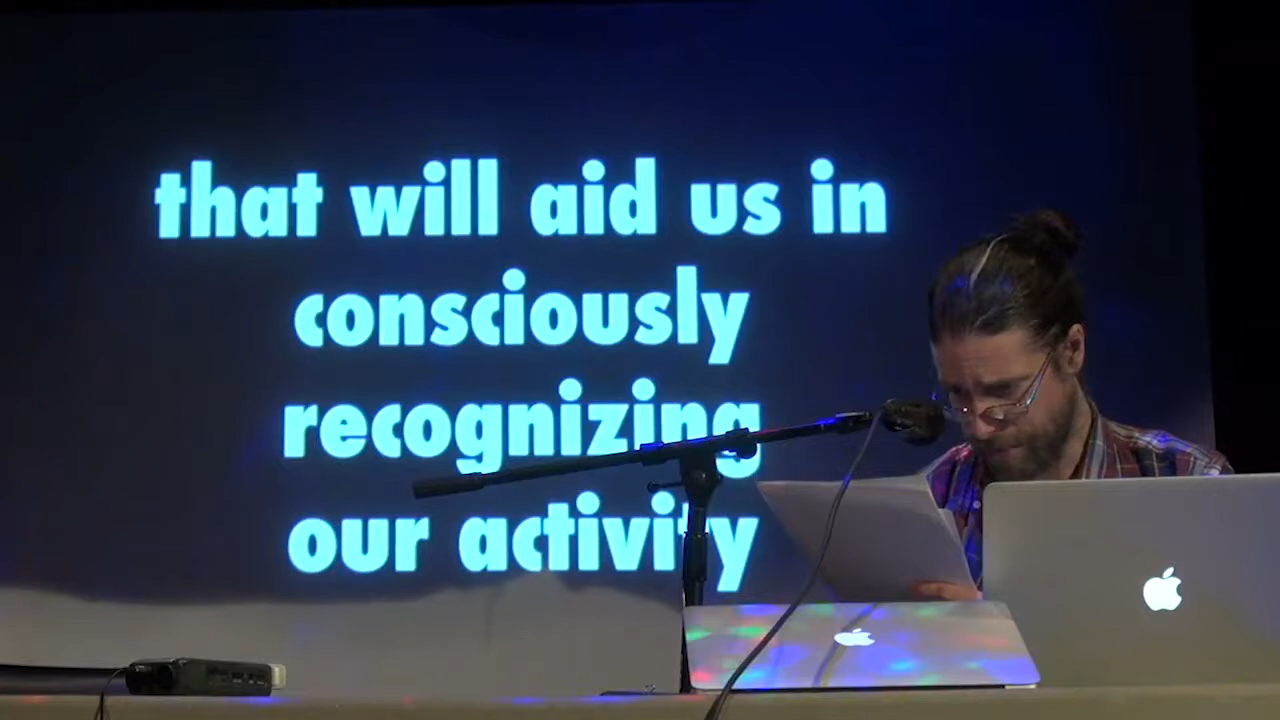 that will aid us in
consciously
recognizing
our activity